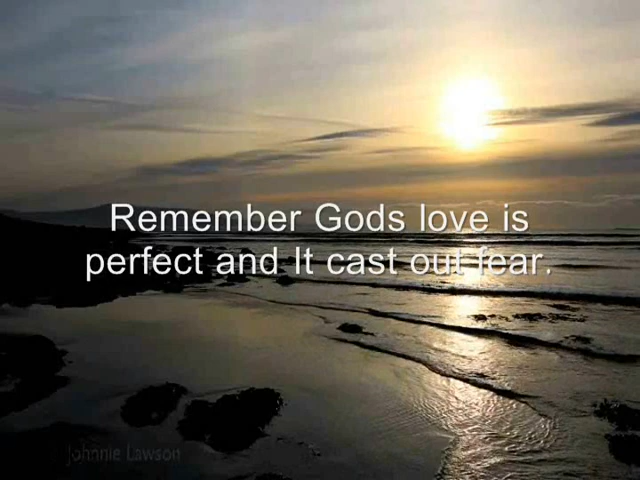 Remember Gods love is
perfect and It cast out fear.
Johnnie Lawson